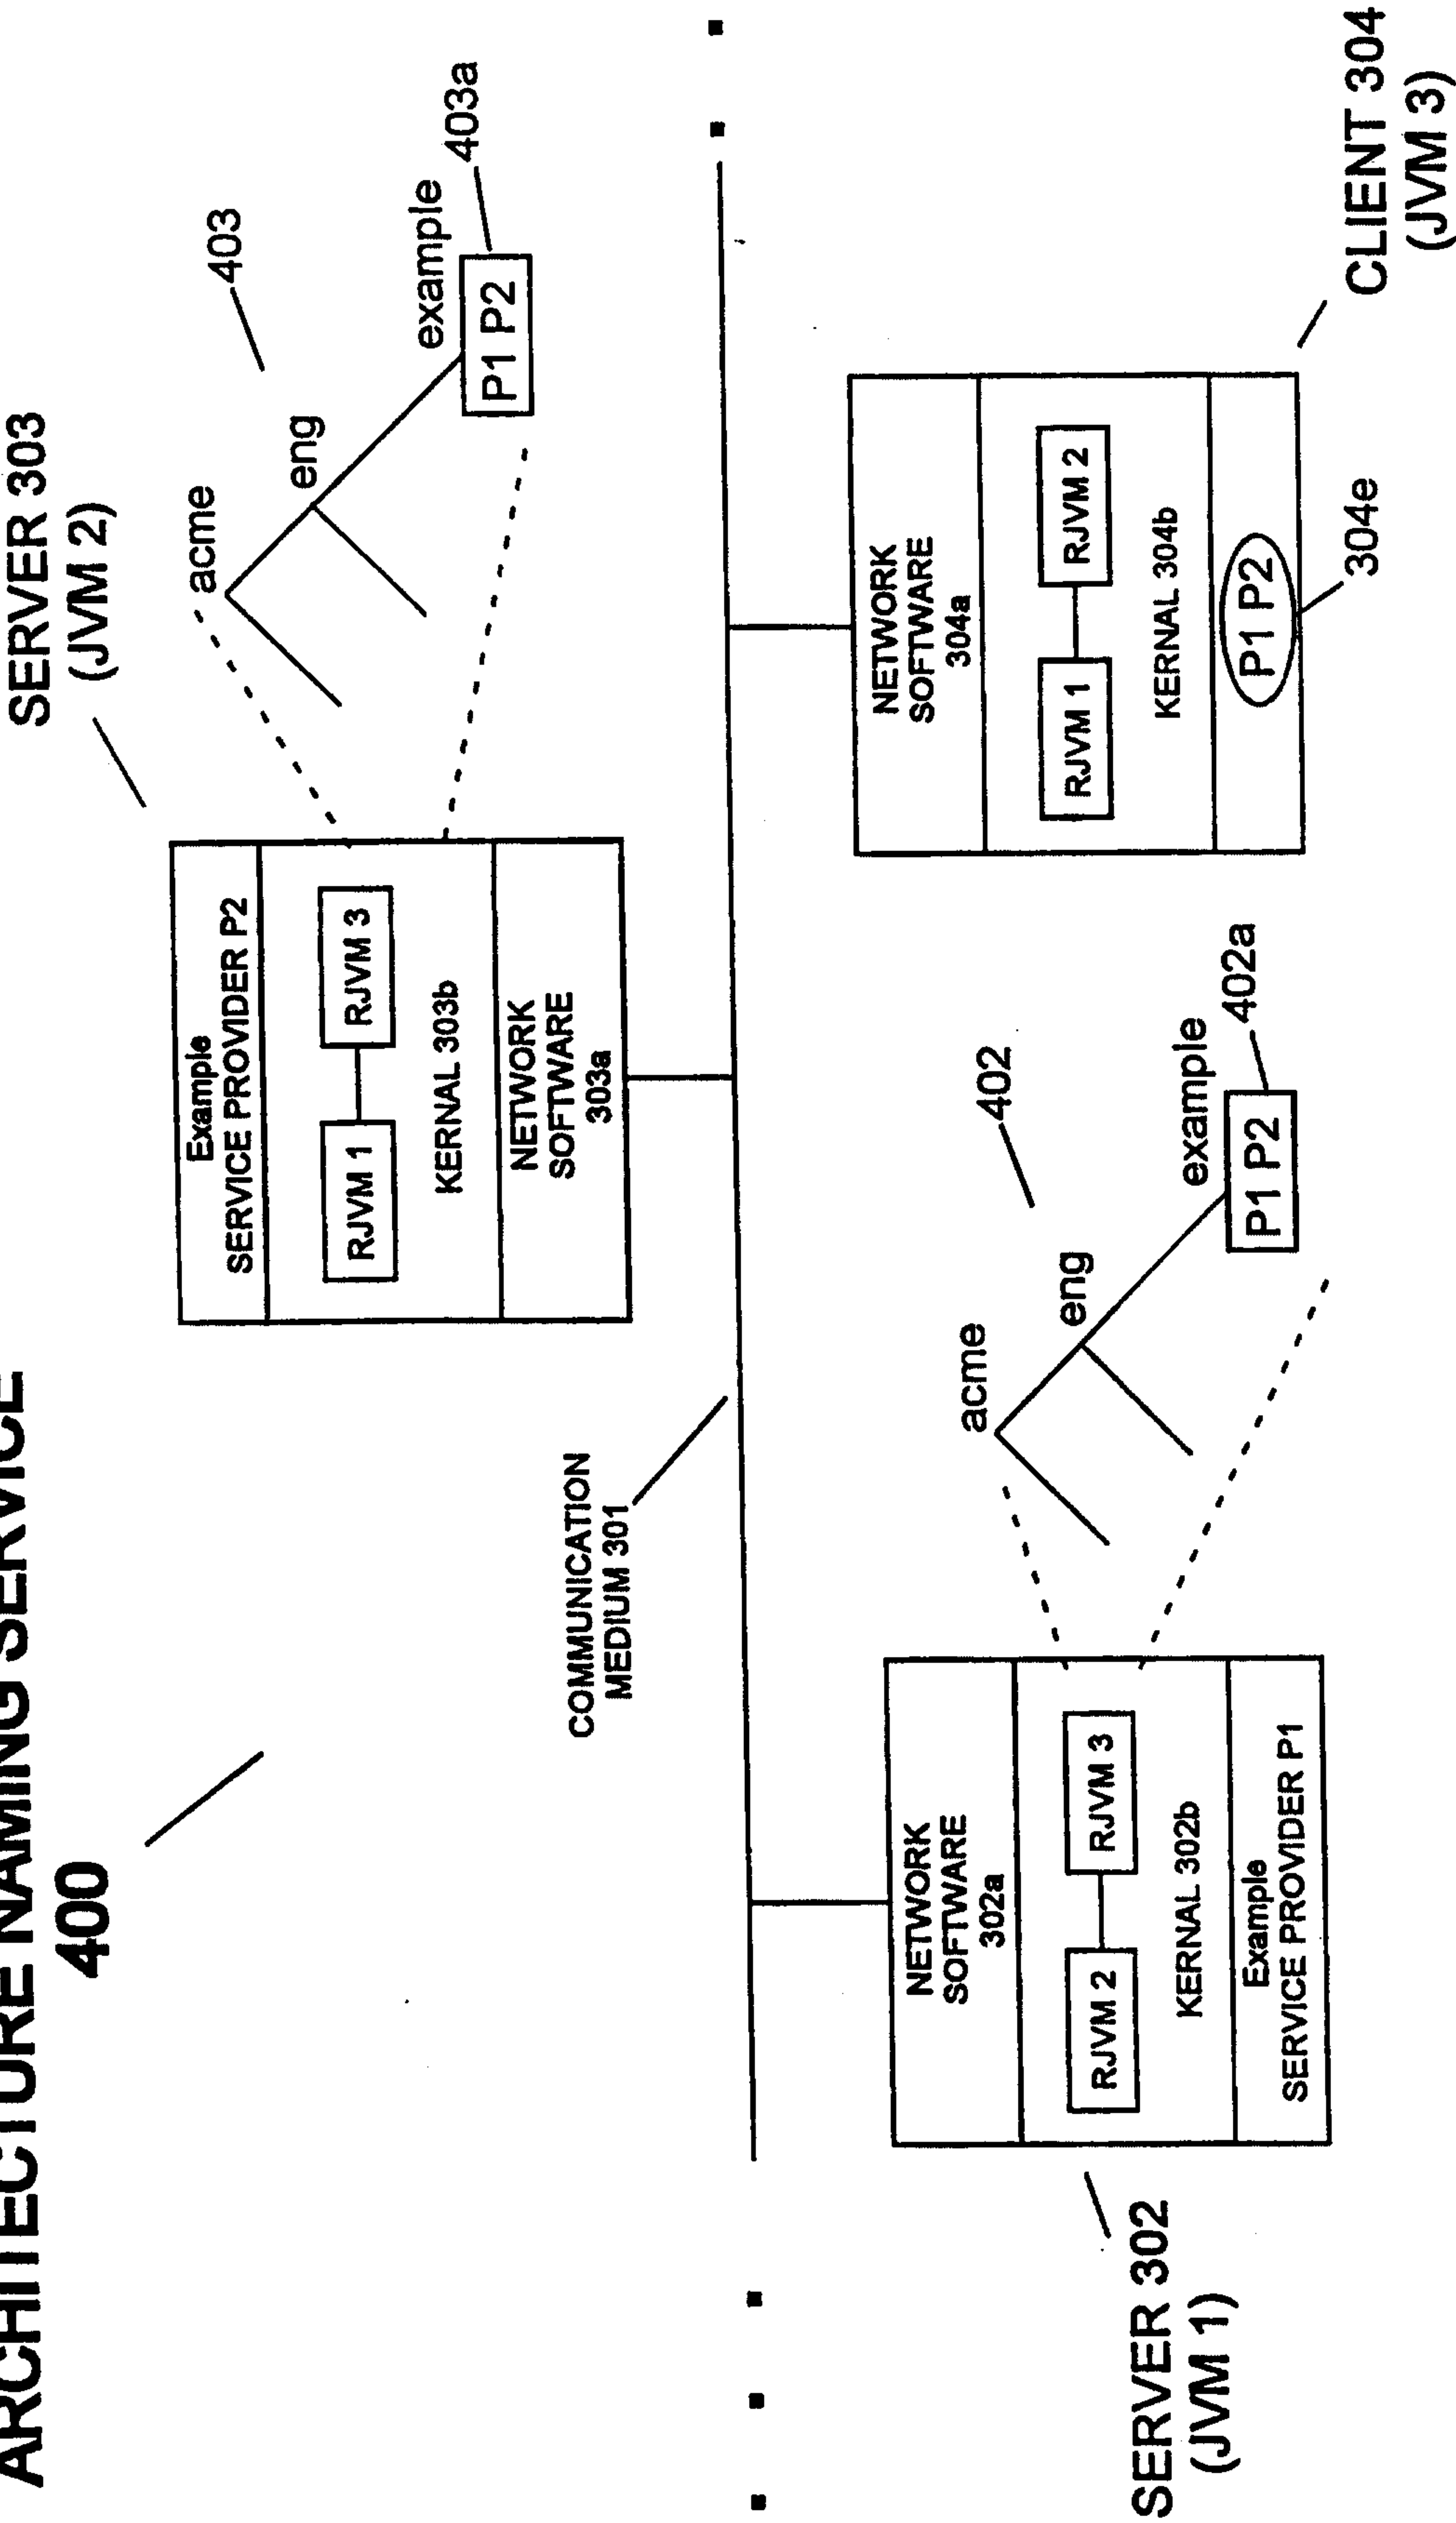 ARCHITECTURE NAMING SERVICE
400
SERVER 303
(JVM 2)
Example
SERVICE PROVIDER P2
RJVM 1
RJVM 3
KERNAL 303b
NETWORK
SOFTWARE
303a
acme
eng
example
P1 P2
403
403a
COMMUNICATION
MEDIUM 301
SERVER 302
(JVM 1)
NETWORK
SOFTWARE
302a
RJVM 2
RJVM 3
KERNAL 302b
Example
SERVICE PROVIDER P1
acme
eng
example
P1 P2
402
402a
NETWORK
SOFTWARE
304a
RJVM 1
RJVM 2
KERNAL 304b
P1 P2
304e
CLIENT 304
(JVM 3)